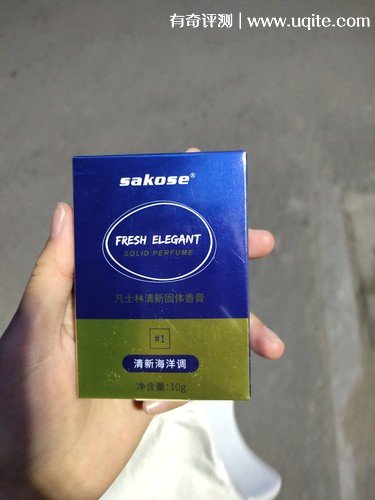 有奇评测 | www.uqite.com
sakose®
FRESH ELEGANT
SOLID PERFUME
凡士林清新固体香膏
#1
清新海洋调
净含量:10g